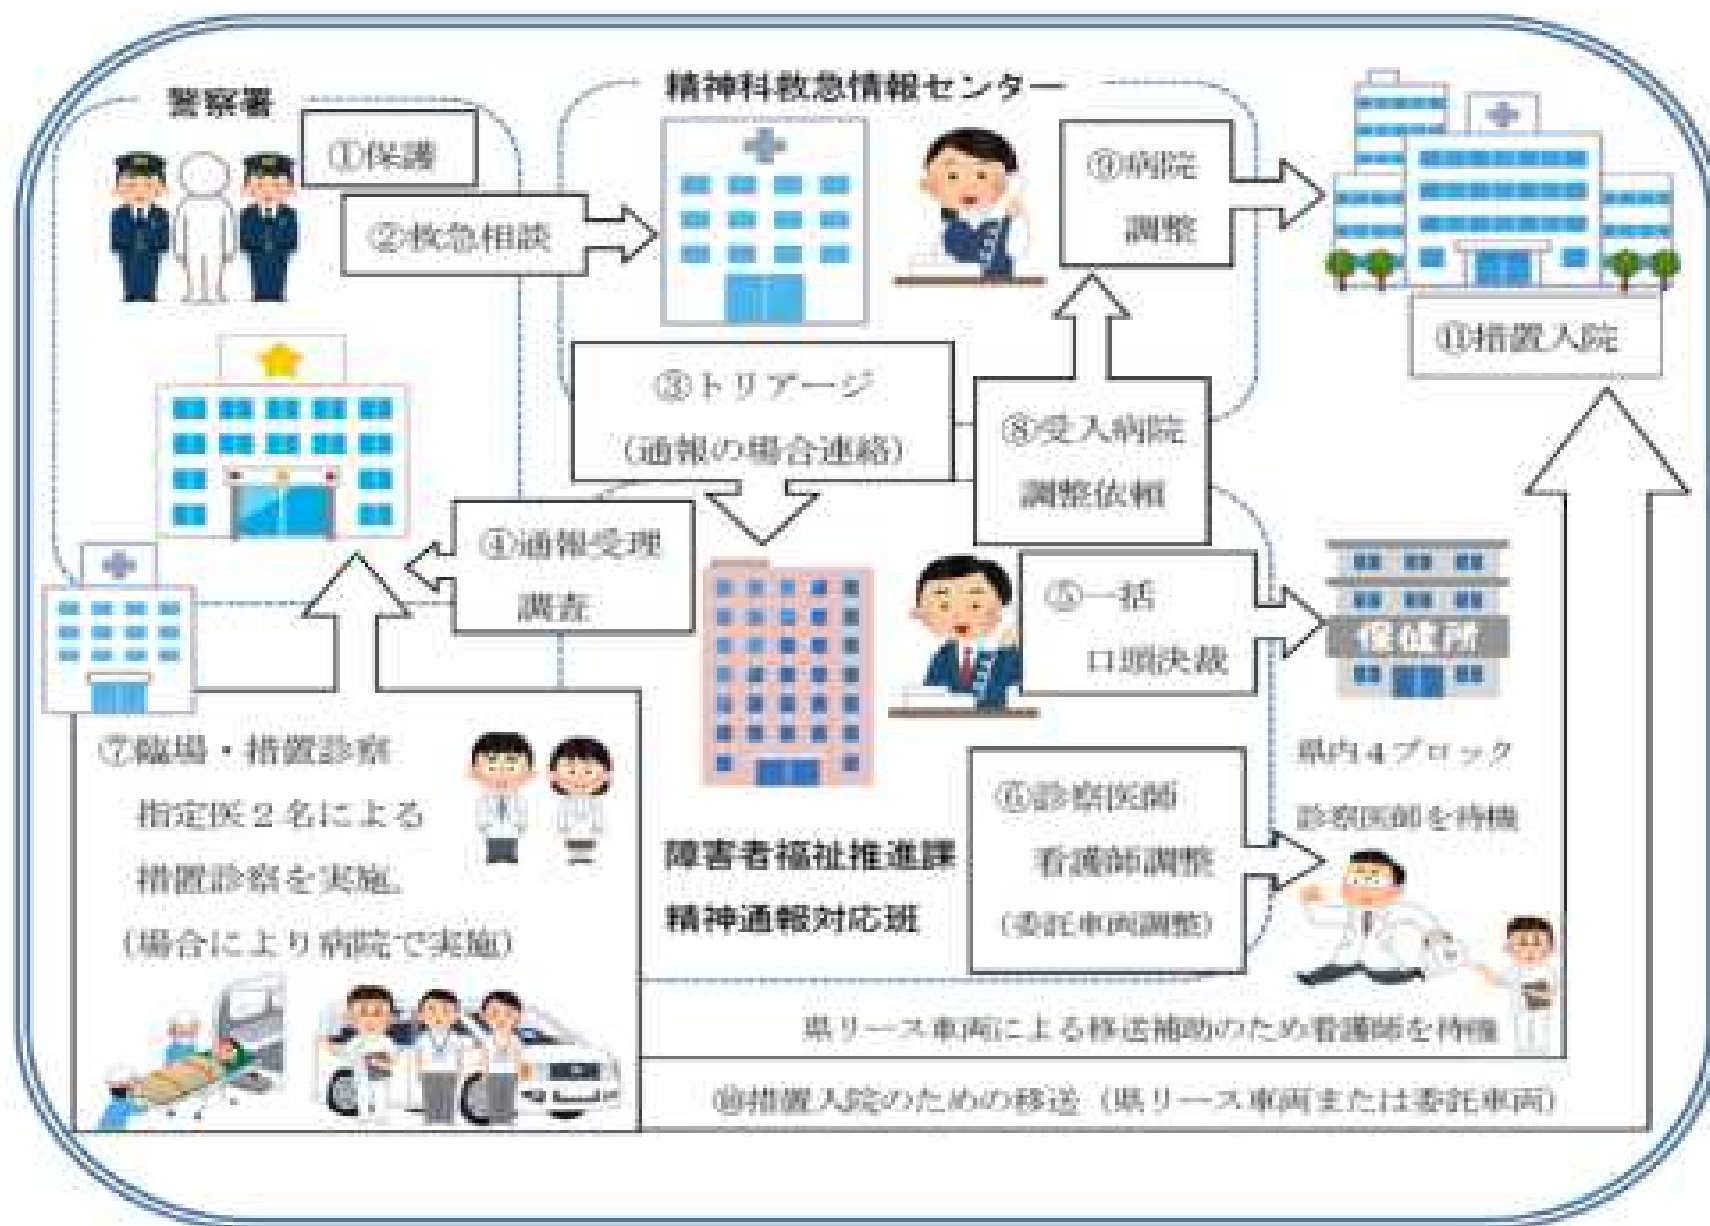 警察署
①保護
②救急相談
精神科救急情報センター
⑨病院
調整
⑪措置入院
③トリアージ
(通報の場合連絡)
⑧受入病院
調整依頼
④通報受理
調査
⑤一括
口頭決裁
保健所
県内4ブロック
診察医師を待機
⑥診察医師
看護師調整
(委託車両調整)
障害者福祉推進課
精神通報対応班
⑦臨場・措置診察
指定医2名による
措置診察を実施。
(場合により病院で実施)
県リース車両による移送補助のため看護師を待機
⑩措置入院のための移送(県リース車両または委託車両)